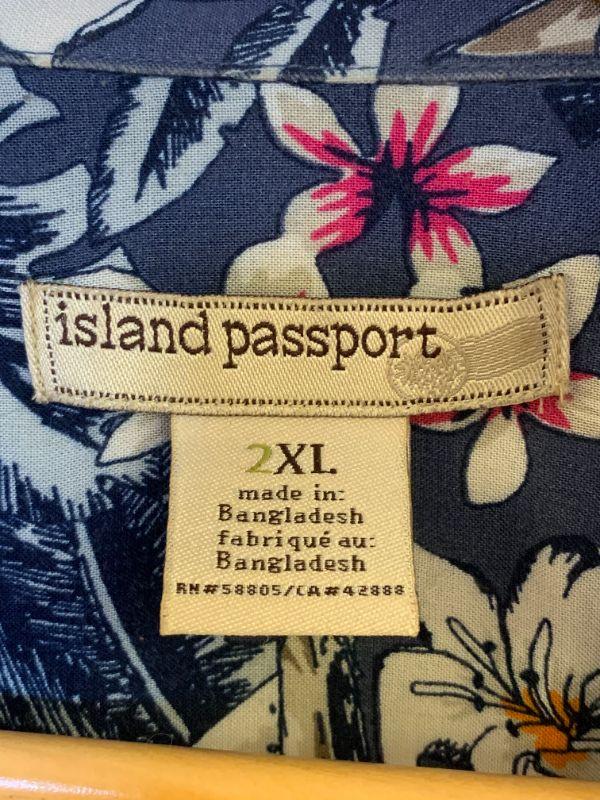 island passport
2XL
made in:
Bangladesh
fabriqué au:
Bangladesh
RN#58805/CA#42888